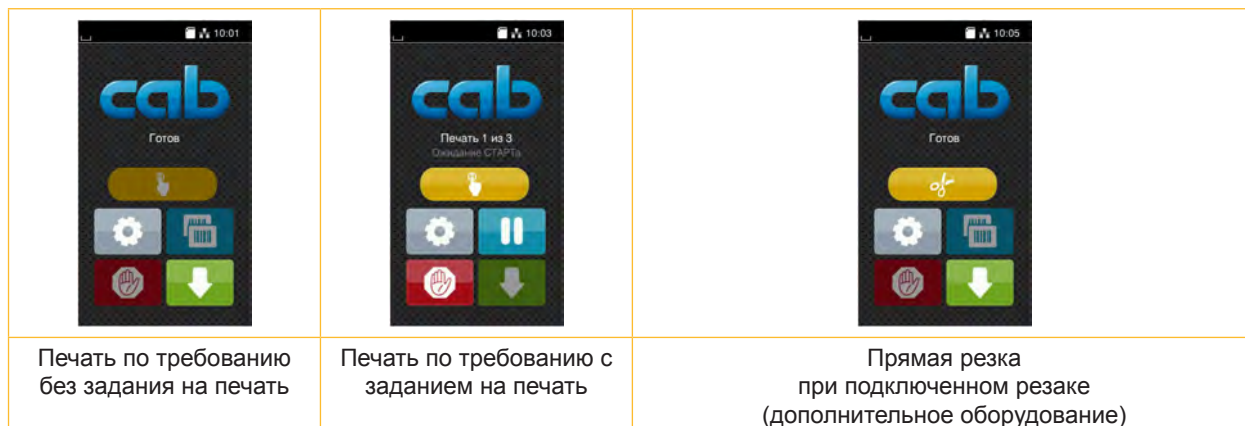 10:01
cab
Готов
10:03
cab
Печать 1 из 3
Ожидание СТАРТа
10:05
cab
Готов
Печать по требованию
без задания на печать
Печать по требованию с
заданием на печать
Прямая резка
при подключенном резаке
(дополнительное оборудование)